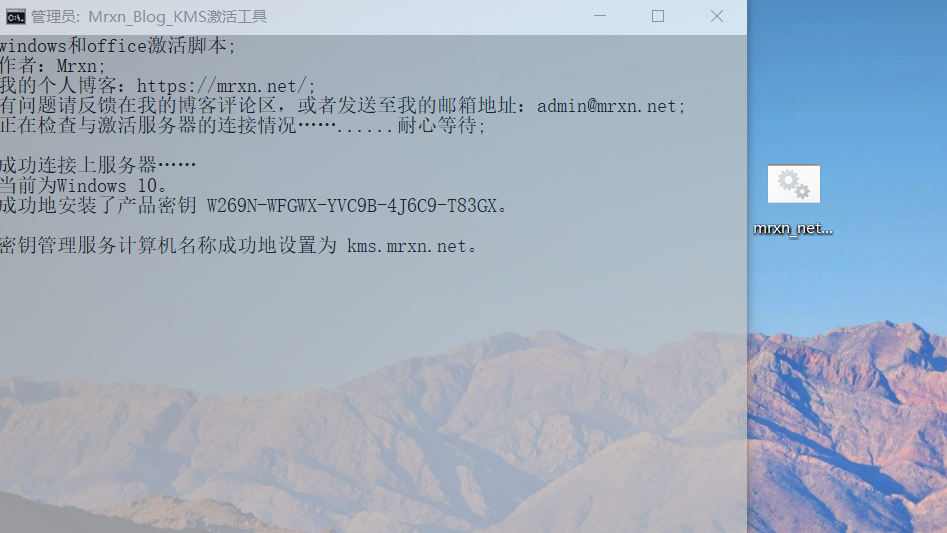 管理员: Mrxn_Blog_KMS激活工具
windows和office激活脚本;
作者: Mrxn;
我的个人博客: https://mrxn.net/;
有问题请反馈在我的博客评论区, 或者发送至我的邮箱地址: admin@mrxn.net;
正在检查与激活服务器的连接情况……......耐心等待;
成功连接上服务器……
当前为Windows 10。
成功地安装了产品密钥 W269N-WFGWX-YVC9B-4J6C9-T83GX。
密钥管理服务计算机名称成功地设置为 kms.mrxn.net。
mrxn_net...